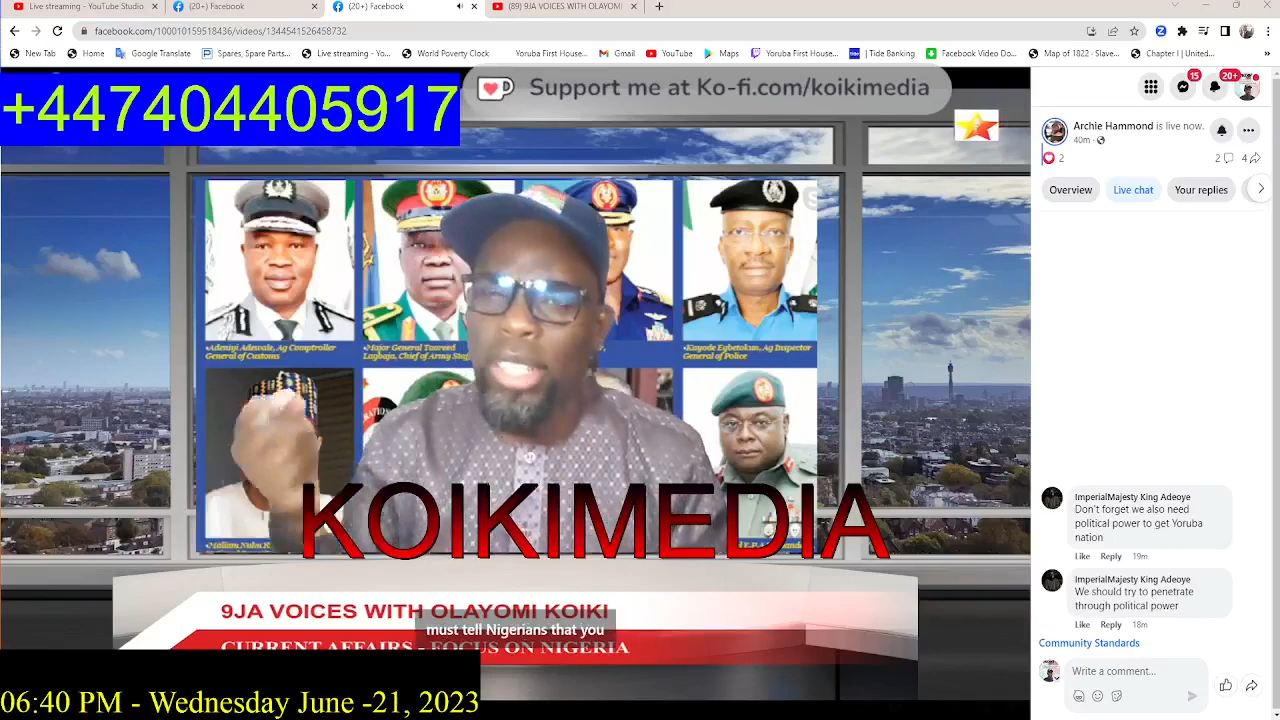 Live streaming - YouTube Studio
(20+) Facebook
(20+) Facebook
(89) 9JA VOICES WITH OLAYOMI
facebook.com/100010159518436/videos/1344541526458732
New Tab
Home
Google Translate
Spares, Spare Parts...
Live streaming - Yo...
World Poverty Clock
Yoruba First House...
Gmail
YouTube
Maps
Yoruba First House...
Tide Banking
Facebook Video Do...
Map of 1822 - Slave...
Chapter I | United...
+447404405917
Support me at Ko-fi.com/koikimedia
15
20+
Archie Hammond is live now.
40m
2
2
4
Overview
Live chat
Your replies
•Adeniyi Adewale, Ag Comptroller
General of Customs
•Major General Taoreed
Lagbaja, Chief of Army Staff
•Kayode Egbetokun, Ag Inspector
General of Police
•Mallam Nuhu
KOIKIMEDIA
9JA VOICES WITH OLAYOMI KOIKI
must tell Nigerians that you
CURRENT AFFAIRS - FOCUS ON NIGERIA
06:40 PM - Wednesday June -21, 2023
ImperialMajesty King Adeoye
Don't forget we also need
political power to get Yoruba
nation.
Like Reply 19m
ImperialMajesty King Adeoye
We should try to penetrate
through political power
Like Reply 18m
Community Standards
Write a comment...